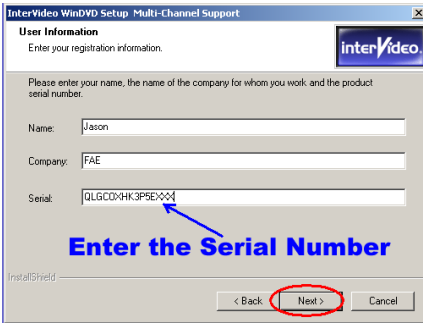 InterVideo WinDVD Setup  Multi-Channel Support
User Information
Enter your registration information.
interVideo.
Please enter your name, the name of the company for whom you work and the product
serial number.
Name: Jason
Company: FAE
Serial: QLGC0XHK3P5EXXX
Enter the Serial Number
InstallShield
< Back Next > Cancel